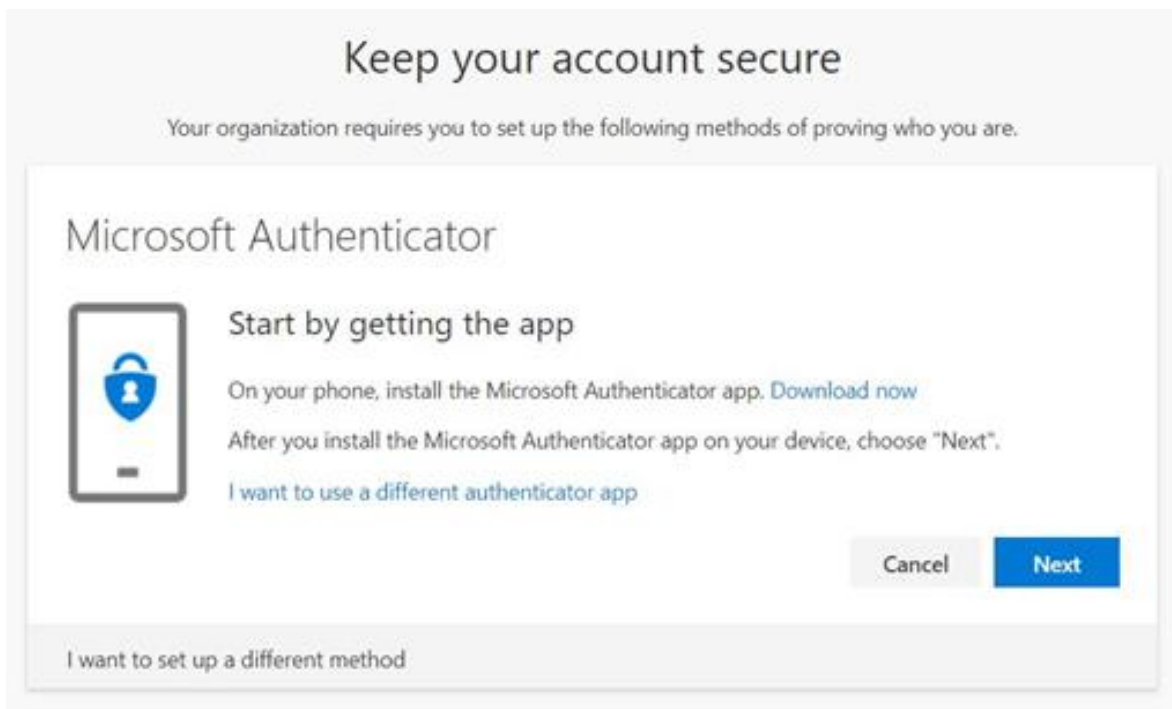 Keep your account secure
Your organization requires you to set up the following methods of proving who you are.
Microsoft Authenticator
Start by getting the app
On your phone, install the Microsoft Authenticator app. Download now
After you install the Microsoft Authenticator app on your device, choose "Next".
I want to use a different authenticator app
Cancel
Next
I want to set up a different method